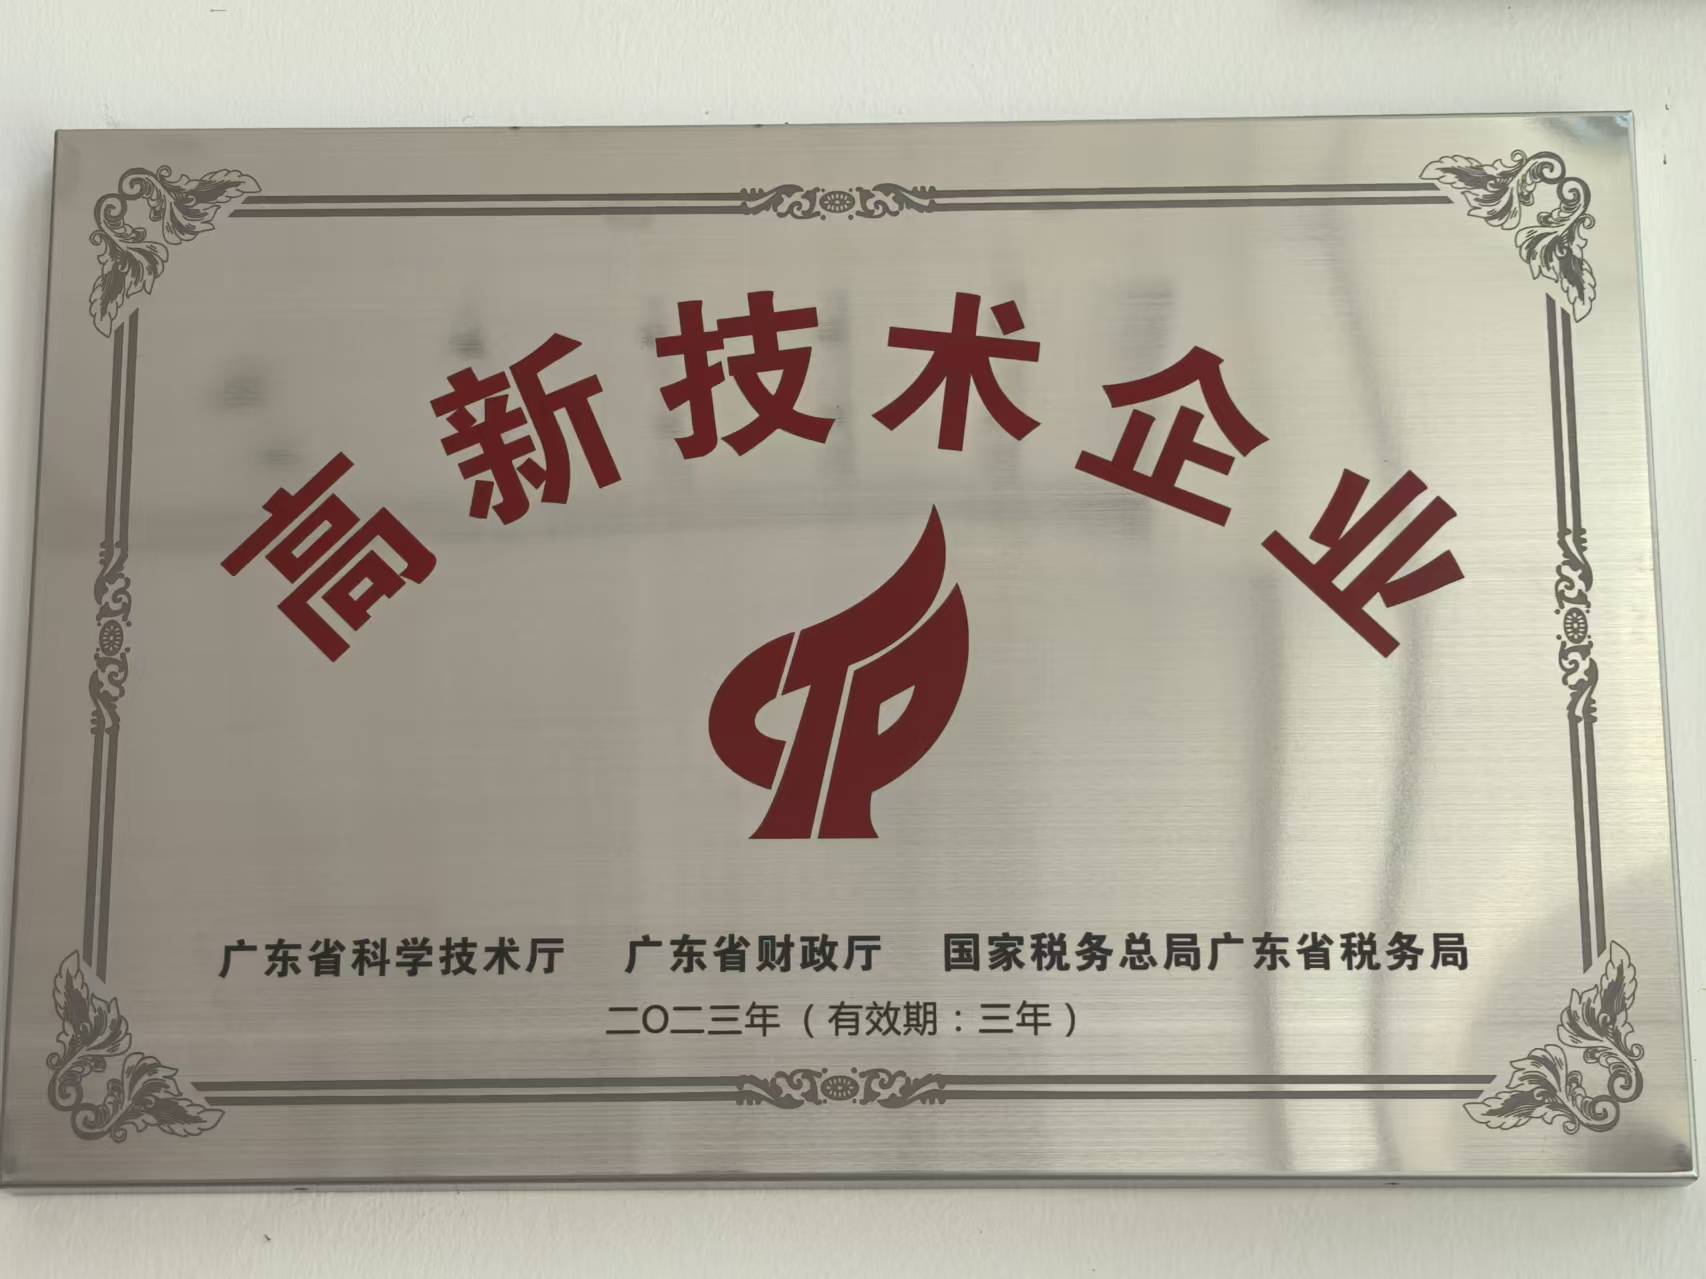 高新技术企业
广东省科学技术厅 广东省财政厅 国家税务总局广东省税务局
二〇二三年（有效期：三年）